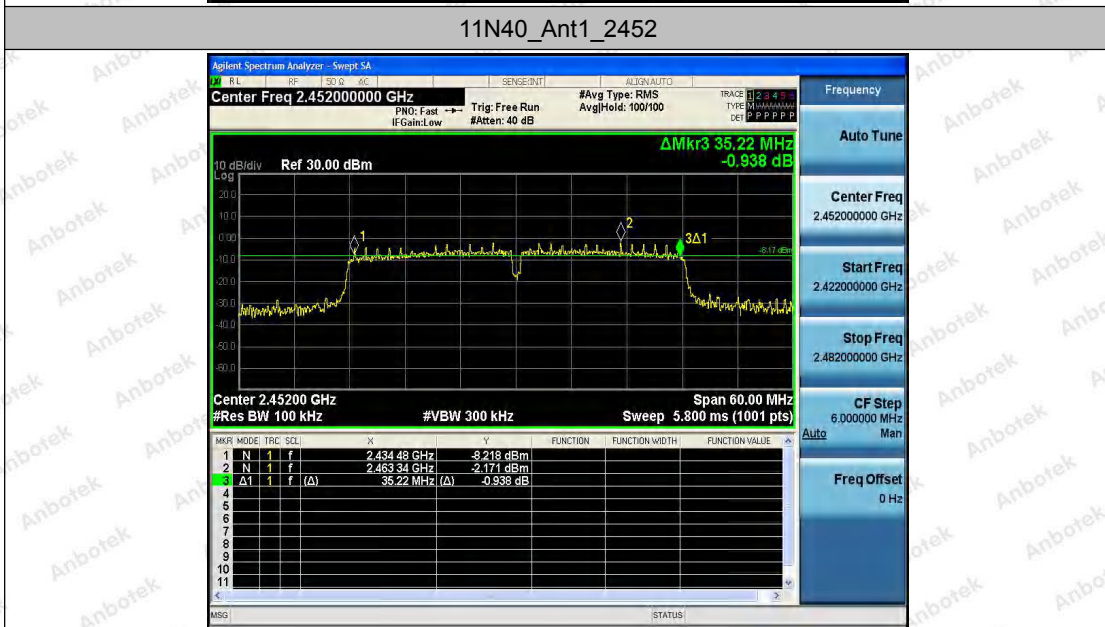 11N40_Ant1_2452
Agilent Spectrum Analyzer - Swept SA
RL RF 50 Ω AC SENSE:INT ALIGN AUTO
Center Freq 2.452000000 GHz
PNO: Fast
IFGain:Low
Trig: Free Run
#Atten: 40 dB
#Avg Type: RMS
Avg|Hold: 100/100
TRACE 1 2 3 4 5 6
TYPE M WWWWW
DET P P P P P P
ΔMkr3 35.22 MHz
-0.938 dB
10 dB/div Ref 30.00 dBm
Log
20.0
10.0
0.00
-10.0
-20.0
-30.0
-40.0
-50.0
-60.0
1
2
3Δ1
-8.17 dBm
Center 2.45200 GHz Span 60.00 MHz
#Res BW 100 kHz #VBW 300 kHz Sweep 5.800 ms (1001 pts)
MKR MODE TRC SCL X Y FUNCTION FUNCTION WIDTH FUNCTION VALUE
1 N 1 f 2.434 48 GHz -8.218 dBm
2 N 1 f 2.463 34 GHz -2.171 dBm
3 Δ1 1 f (Δ) 35.22 MHz (Δ) -0.938 dB
4
5
6
7
8
9
10
11
MSG STATUS
Frequency
Auto Tune
Center Freq
2.452000000 GHz
Start Freq
2.422000000 GHz
Stop Freq
2.482000000 GHz
CF Step
6.000000 MHz
Auto Man
Freq Offset
0 Hz
Anbotek